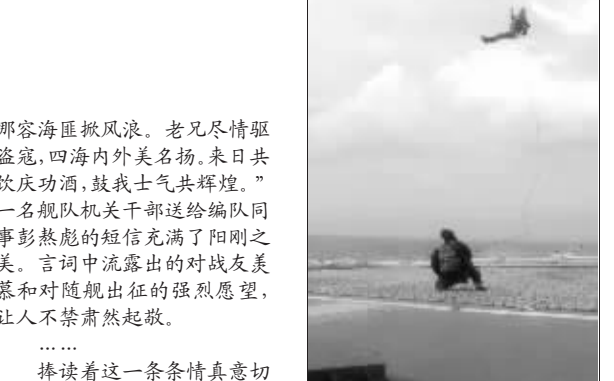 那容海匪掀风浪。老兄尽情驱
盗寇，四海内外美名扬。来日共
饮庆功酒，鼓我士气共辉煌。”
一名舰队机关干部送给编队同
事彭熬彪的短信充满了阳刚之
美。言词中流露出的对战友羡
慕和对随舰出征的强烈愿望，
让人不禁肃然起敬。
……
捧读着这一条条情真意切